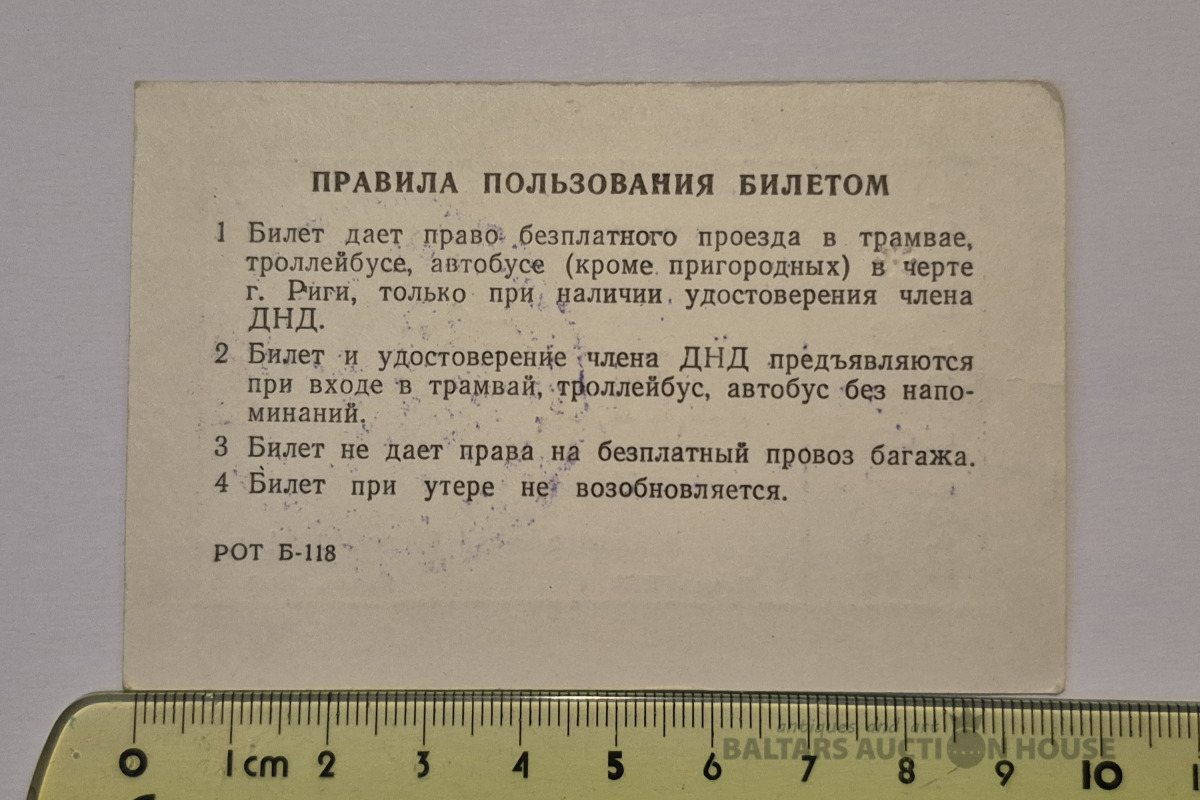 ПРАВИЛА ПОЛЬЗОВАНИЯ БИЛЕТОМ
1 Билет дает право безплатного проезда в трамвае,
троллейбусе, автобусе (кроме пригородных) в черте
г. Риги, только при наличии удостоверения члена
ДНД.
2 Билет и удостоверение члена ДНД предъявляются
при входе в трамвай, троллейбус, автобус без напо-
минаний.
3 Билет не дает права на безплатный провоз багажа.
4 Билет при утере не возобновляется.
РОТ Б-118
antiques and art
BALTARS AUCTION HOUSE
0 1cm 2 3 4 5 6 7 8 9 10